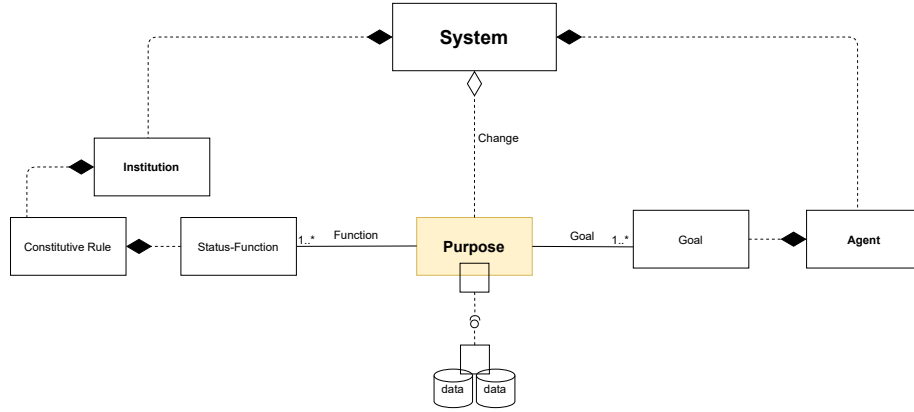 System
Change
Institution
Constitutive Rule
Status-Function
1..*
Function
Purpose
Goal
1..*
Goal
Agent
data
data